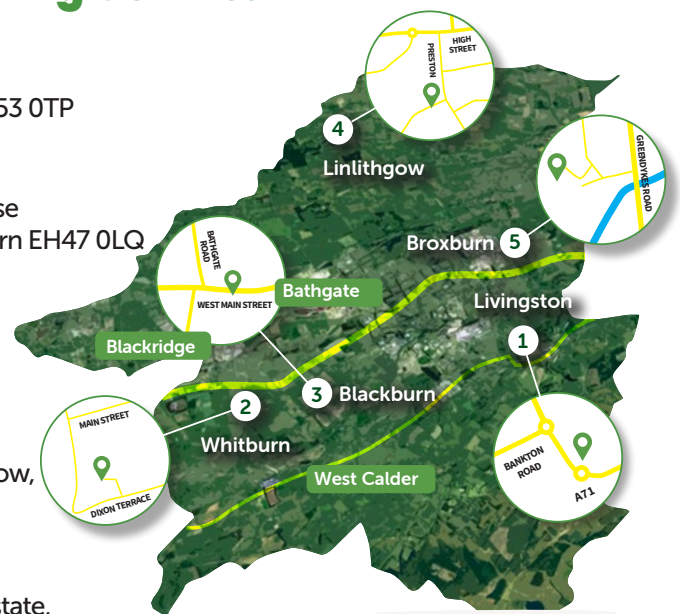 53 0TP
se
rn EH47 0LQ
ow,
state,
PRESTON
HIGH
STREET
4
Linlithgow
GREENDYKES ROAD
Broxburn 5
BATHGATE
ROAD
WEST MAIN STREET
Bathgate
Livingston
1
Blackridge
3 Blackburn
2
Whitburn
MAIN STREET
DIXON TERRACE
West Calder
BANKTON
ROAD
A71